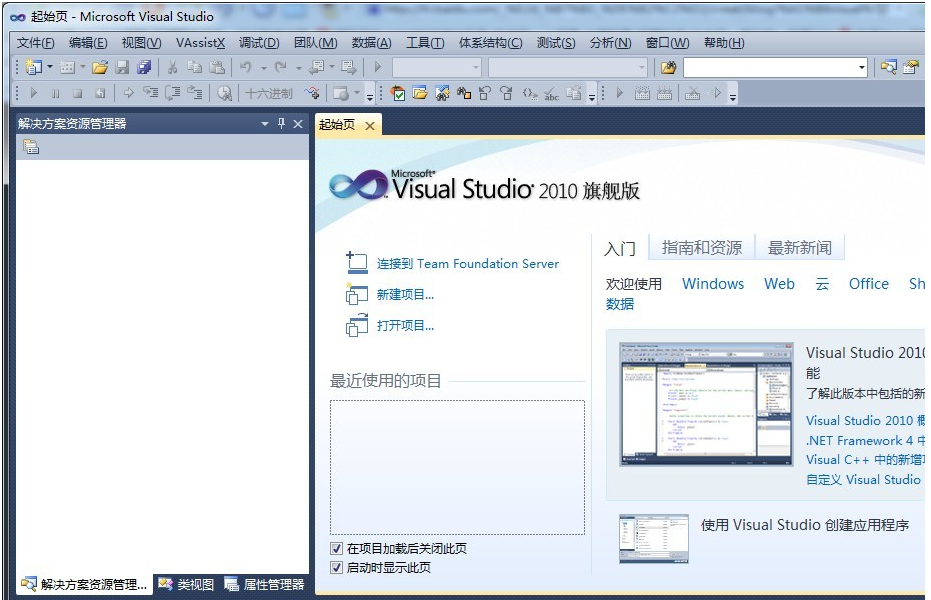 起始页 - Microsoft Visual Studio
文件(F) 编辑(E) 视图(V) VAssistX 调试(D) 团队(M) 数据(A) 工具(T) 体系结构(C) 测试(S) 分析(N) 窗口(W) 帮助(H)
十六进制
abc
解决方案资源管理器
起始页
Microsoft
Visual Studio 2010 旗舰版
连接到 Team Foundation Server
新建项目...
打开项目...
最近使用的项目
在项目加载后关闭此页
启动时显示此页
入门 指南和资源 最新新闻
欢迎使用 Windows Web 云 Office Sh
数据
Visual Studio 2010
能
了解此版本中包括的新
Visual Studio 2010 概
.NET Framework 4 中
Visual C++ 中的新增
自定义 Visual Studio
使用 Visual Studio 创建应用程序
解决方案资源管理... 类视图 属性管理器